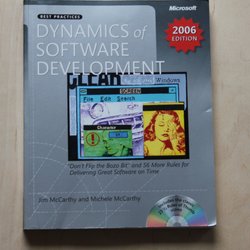 BEST PRACTICES
Microsoft
DYNAMICS of
SOFTWARE
DEVELOPMENT
2006
EDITION
Windows
SCREEN
File Edit Search
Character
"Don't Flip the Bozo Bit" and 56 More Rules for
Delivering Great Software on Time
Jim McCarthy and Michele McCarthy